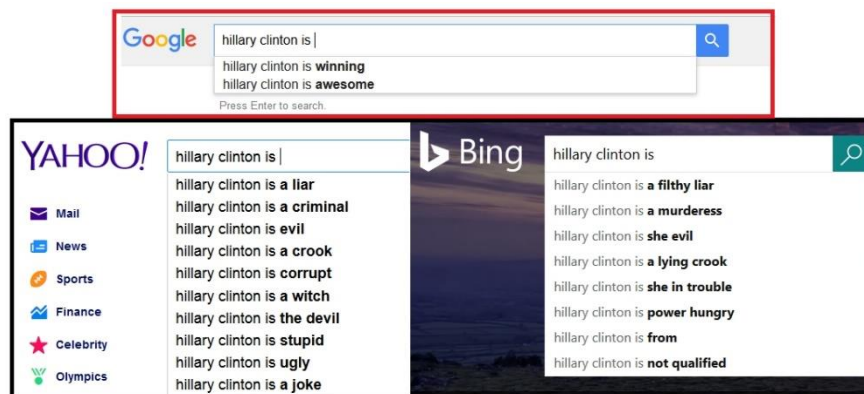 Google
hillary clinton is
hillary clinton is winning
hillary clinton is awesome
Press Enter to search.
YAHOO!
hillary clinton is
hillary clinton is a liar
hillary clinton is a criminal
hillary clinton is evil
hillary clinton is a crook
hillary clinton is corrupt
hillary clinton is a witch
hillary clinton is the devil
hillary clinton is stupid
hillary clinton is ugly
hillary clinton is a joke
Mail
News
Sports
Finance
Celebrity
Olympics
Bing
hillary clinton is
hillary clinton is a filthy liar
hillary clinton is a murderess
hillary clinton is she evil
hillary clinton is a lying crook
hillary clinton is she in trouble
hillary clinton is power hungry
hillary clinton is from
hillary clinton is not qualified